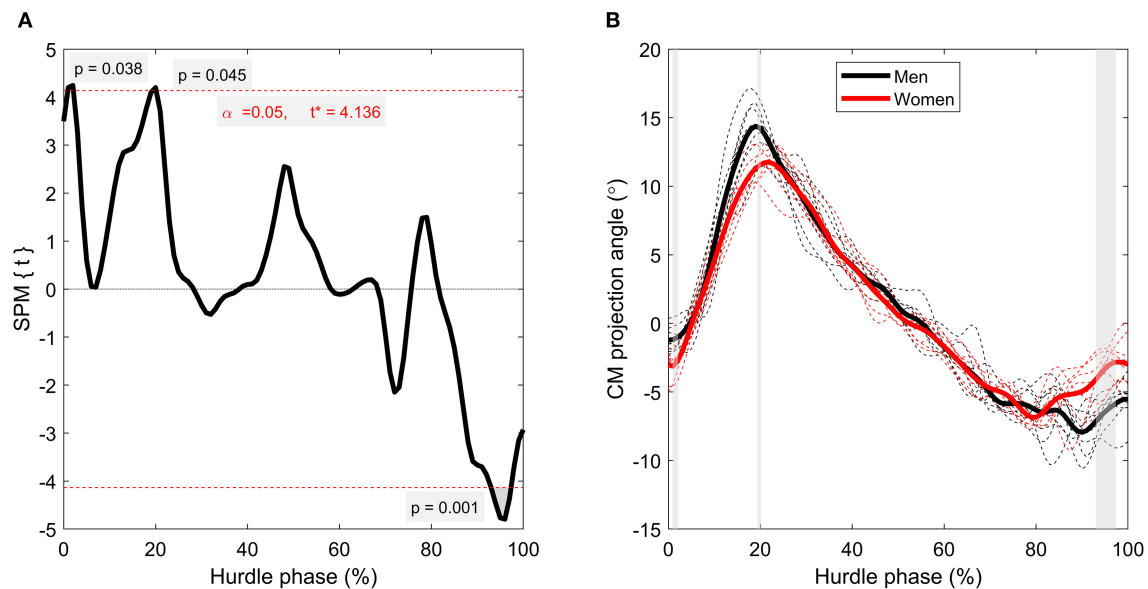 A
5
4
3
2
1
0
-1
-2
-3
-4
-5
SPM { t }
p = 0.038
p = 0.045
α =0.05, t* = 4.136
p = 0.001
0 20 40 60 80 100
Hurdle phase (%)
B
20
15
10
5
0
-5
-10
-15
CM projection angle (°)
Men
Women
0 20 40 60 80 100
Hurdle phase (%)